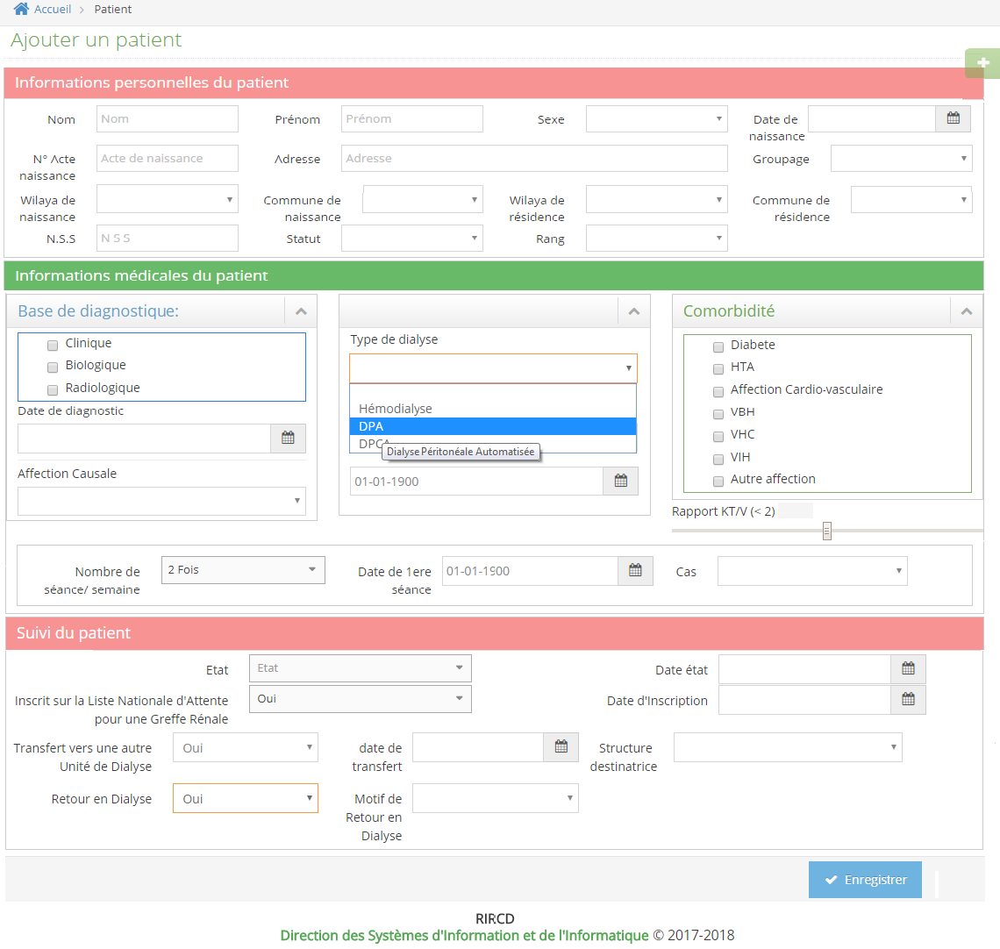 Accueil > Patient
Ajouter un patient
Informations personnelles du patient
Nom Nom Prénom Prénom Sexe Date de
naissance
N° Acte Acte de naissance Adresse Adresse Groupage
naissance
Wilaya de Commune de Wilaya de Commune de
naissance naissance résidence résidence
N.S.S N S S Statut Rang
Informations médicales du patient
Base de diagnostique:
Clinique
Biologique
Radiologique
Date de diagnostic
Affection Causale
Type de dialyse
Hémodialyse
DPA
DPCA
Dialyse Péritonéale Automatisée
01-01-1900
Comorbidité
Diabete
HTA
Affection Cardio-vasculaire
VBH
VHC
VIH
Autre affection
Rapport KT/V (< 2)
Nombre de 2 Fois Date de 1ere 01-01-1900 Cas
séance/ semaine séance
Suivi du patient
Etat Etat Date état
Inscrit sur la Liste Nationale d'Attente Oui Date d'Inscription
pour une Greffe Rénale
Transfert vers une autre Oui date de Structure
Unité de Dialyse transfert destinatrice
Retour en Dialyse Oui Motif de
Retour en
Dialyse
Enregistrer
RIRCD
Direction des Systèmes d'Information et de l'Informatique © 2017-2018